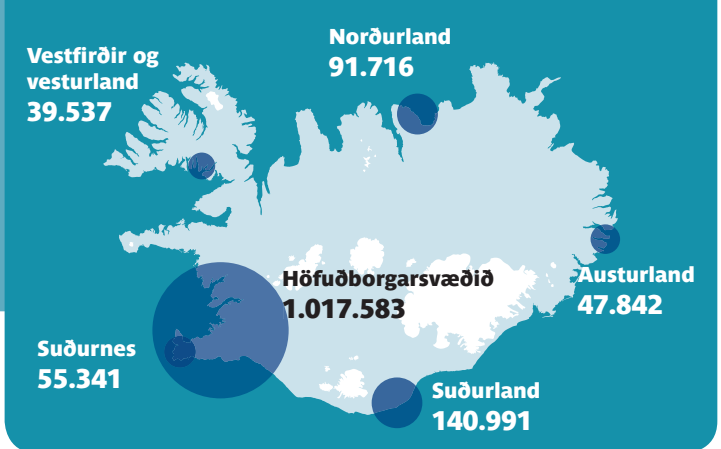 Norðurland
91.716
Vestfirðir og
vesturland
39.537
Höfuðborgarsvæðið
1.017.583
Austurland
47.842
Suðurnes
55.341
Suðurland
140.991